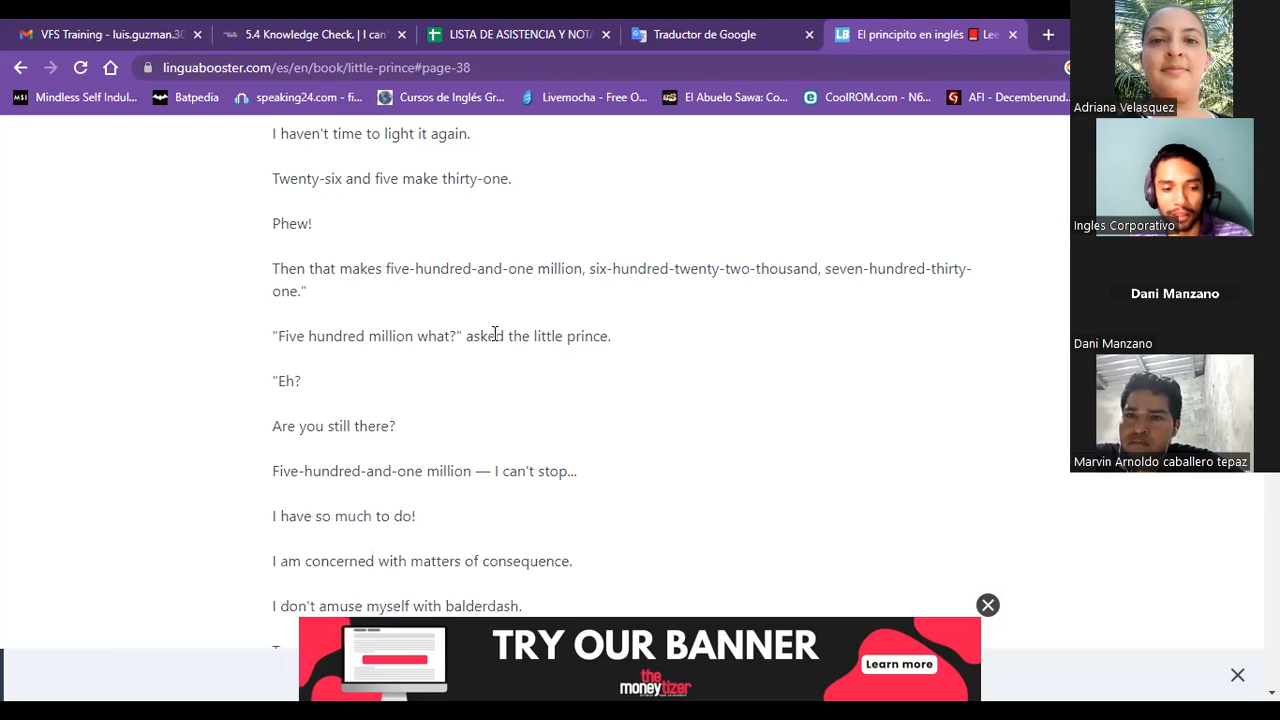 VFS Training - luis.guzman.30
5.4 Knowledge Check. | I can'
LISTA DE ASISTENCIA Y NOTA
Traductor de Google
El principito en inglés Lee
linguabooster.com/es/en/book/little-prince#page-38
Mindless Self Indul...
Batpedia
speaking24.com - fi...
Cursos de Inglés Gr...
Livemocha - Free O...
El Abuelo Sawa: Co...
CoolROM.com - N6...
AFI - Decemberund...
I haven't time to light it again.
Twenty-six and five make thirty-one.
Phew!
Then that makes five-hundred-and-one million, six-hundred-twenty-two-thousand, seven-hundred-thirty-
one."
"Five hundred million what?" asked the little prince.
"Eh?
Are you still there?
Five-hundred-and-one million — I can't stop...
I have so much to do!
I am concerned with matters of consequence.
I don't amuse myself with balderdash.
TRY OUR BANNER
the
moneytizer
Learn more
Adriana Velasquez
Ingles Corporativo
Dani Manzano
Dani Manzano
Marvin Arnoldo caballero tepaz